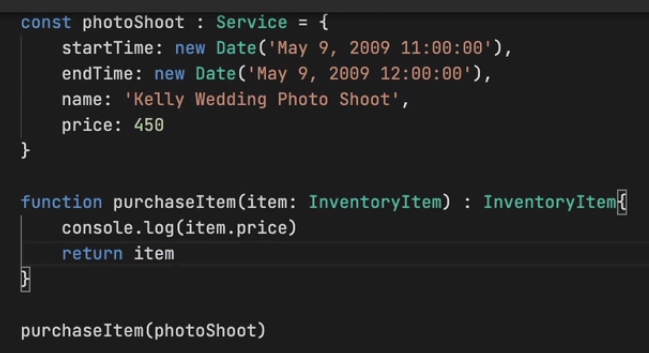 const photoShoot : Service = {
    startTime: new Date('May 9, 2009 11:00:00'),
    endTime: new Date('May 9, 2009 12:00:00'),
    name: 'Kelly Wedding Photo Shoot',
    price: 450
}

function purchaseItem(item: InventoryItem) : InventoryItem{
    console.log(item.price)
    return item
}

purchaseItem(photoShoot)